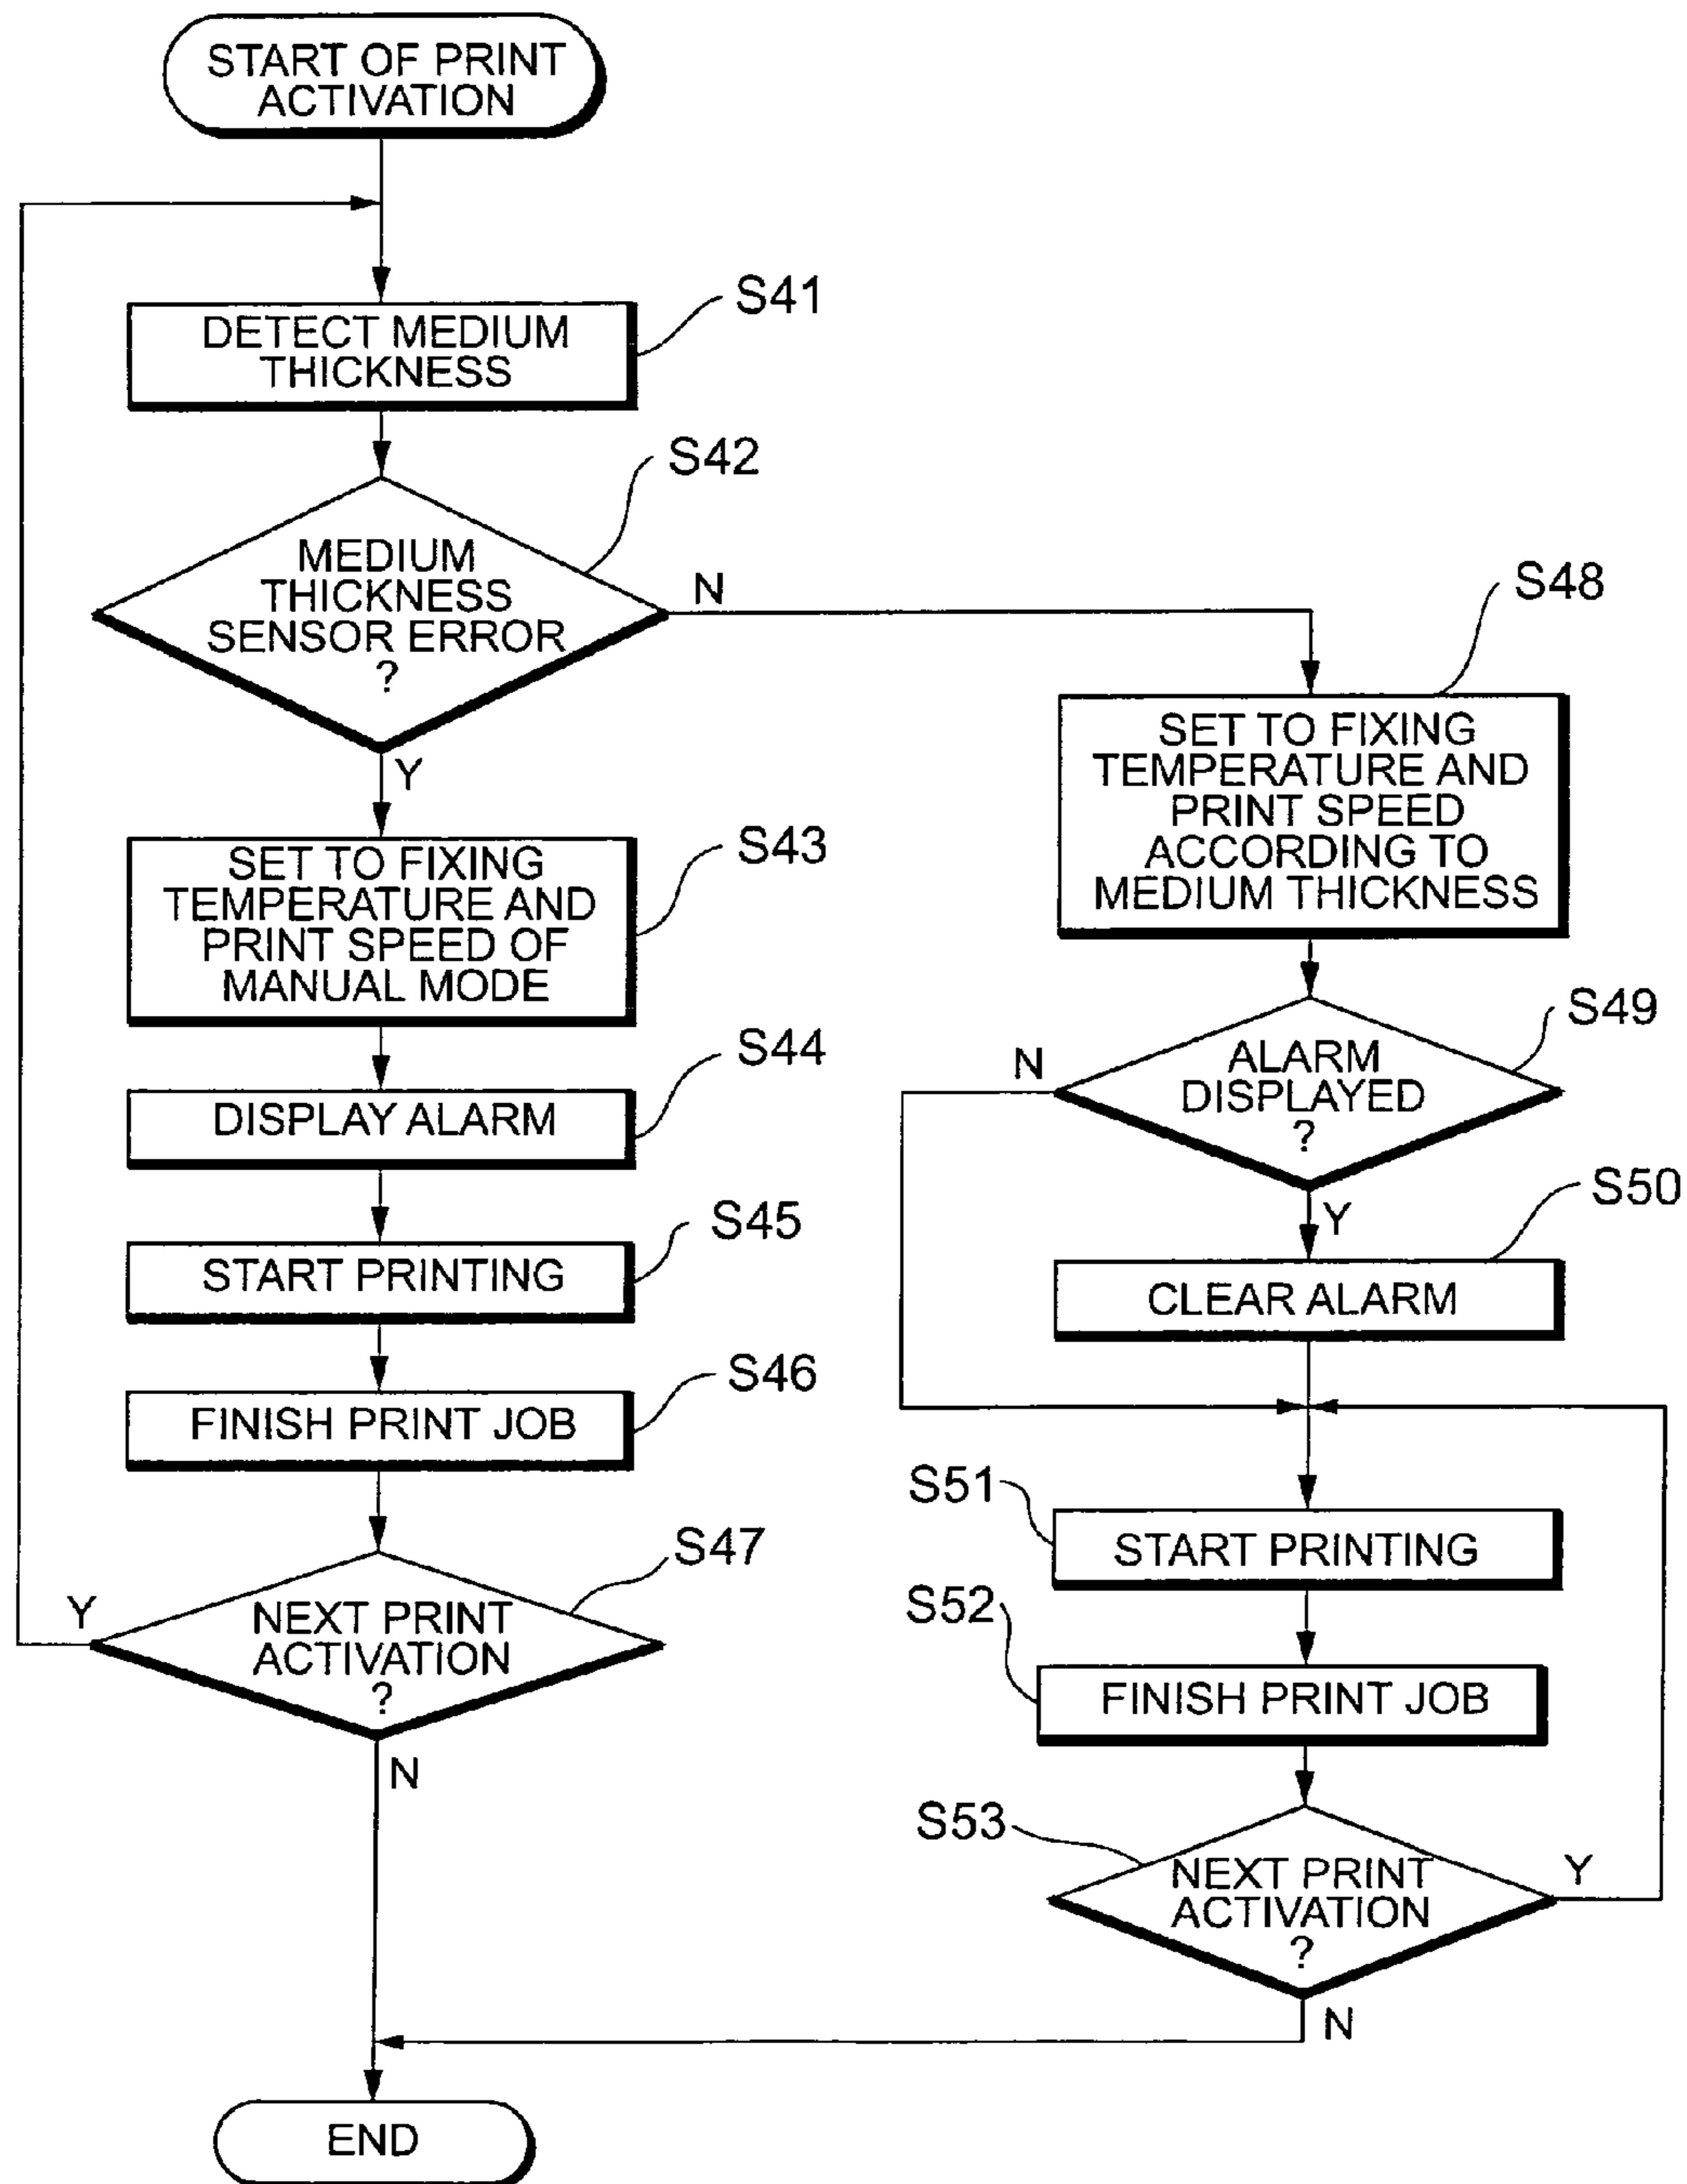 START OF PRINT
ACTIVATION
S41
DETECT MEDIUM
THICKNESS
S42
MEDIUM
THICKNESS
SENSOR ERROR
?
N
Y
S43
SET TO FIXING
TEMPERATURE AND
PRINT SPEED OF
MANUAL MODE
S44
DISPLAY ALARM
S45
START PRINTING
S46
FINISH PRINT JOB
S47
NEXT PRINT
ACTIVATION
?
Y
N
S48
SET TO FIXING
TEMPERATURE AND
PRINT SPEED
ACCORDING TO
MEDIUM THICKNESS
S49
ALARM
DISPLAYED
?
N
Y
S50
CLEAR ALARM
S51
START PRINTING
S52
FINISH PRINT JOB
S53
NEXT PRINT
ACTIVATION
?
Y
N
END